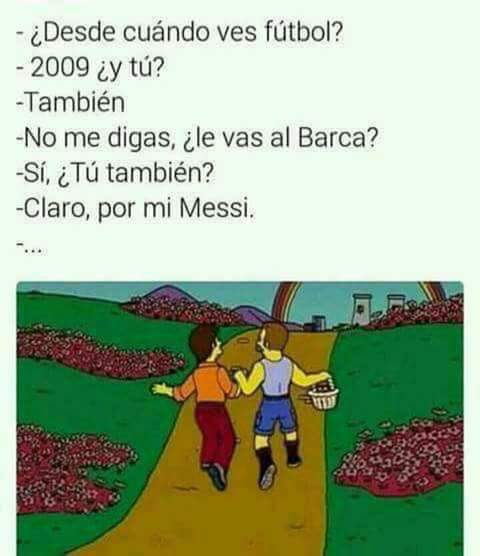 - ¿Desde cuándo ves fútbol?
- 2009 ¿y tú?
-También
-No me digas, ¿le vas al Barca?
-Sí, ¿Tú también?
-Claro, por mi Messi.
-...